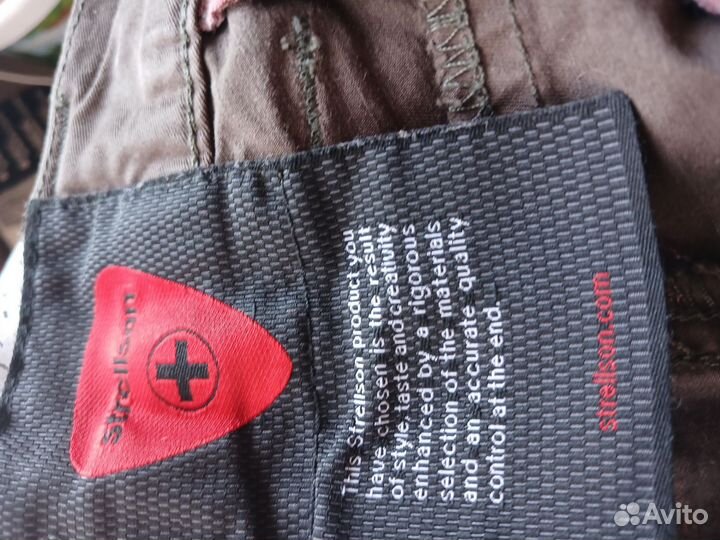 strellson
This Strellson product you
have chosen is the result
of style, taste and creativity
enhanced by a rigorous
selection of the materials
and an accurate quality
control at the end.
strellson.com
Avito